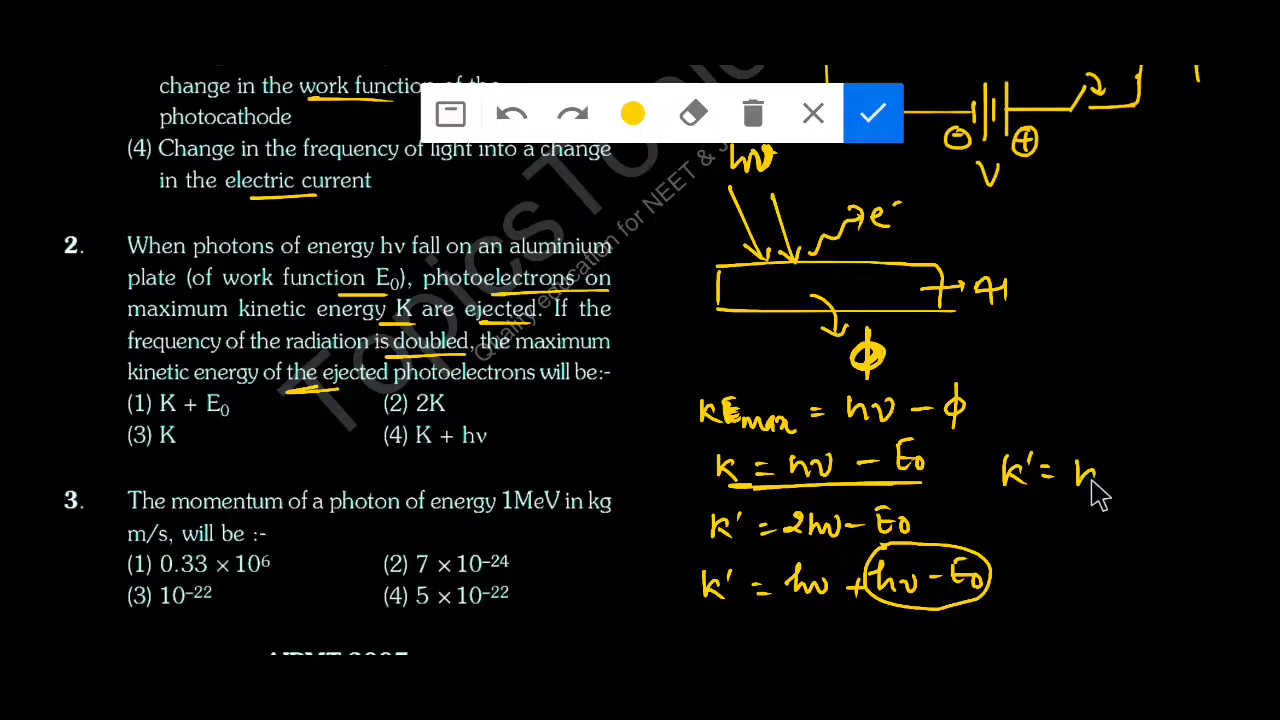 change in the work function of the
photocathode
(4) Change in the frequency of light into a change
in the electric current
2. When photons of energy hν fall on an aluminium
plate (of work function E₀), photoelectrons on
maximum kinetic energy K are ejected. If the
frequency of the radiation is doubled, the maximum
kinetic energy of the ejected photoelectrons will be:-
(1) K + E₀ (2) 2K
(3) K (4) K + hν
3. The momentum of a photon of energy 1MeV in kg
m/s, will be :-
(1) 0.33 × 10⁶ (2) 7 × 10⁻²⁴
(3) 10⁻²² (4) 5 × 10⁻²²
Quality education for NEET & J
⊖ ⊕
V
hν
e⁻
Al
ϕ
KEmax = hν − ϕ
K = hν − E₀
K' = h
K' = 2hν − E₀
K' = hν + hν − E₀